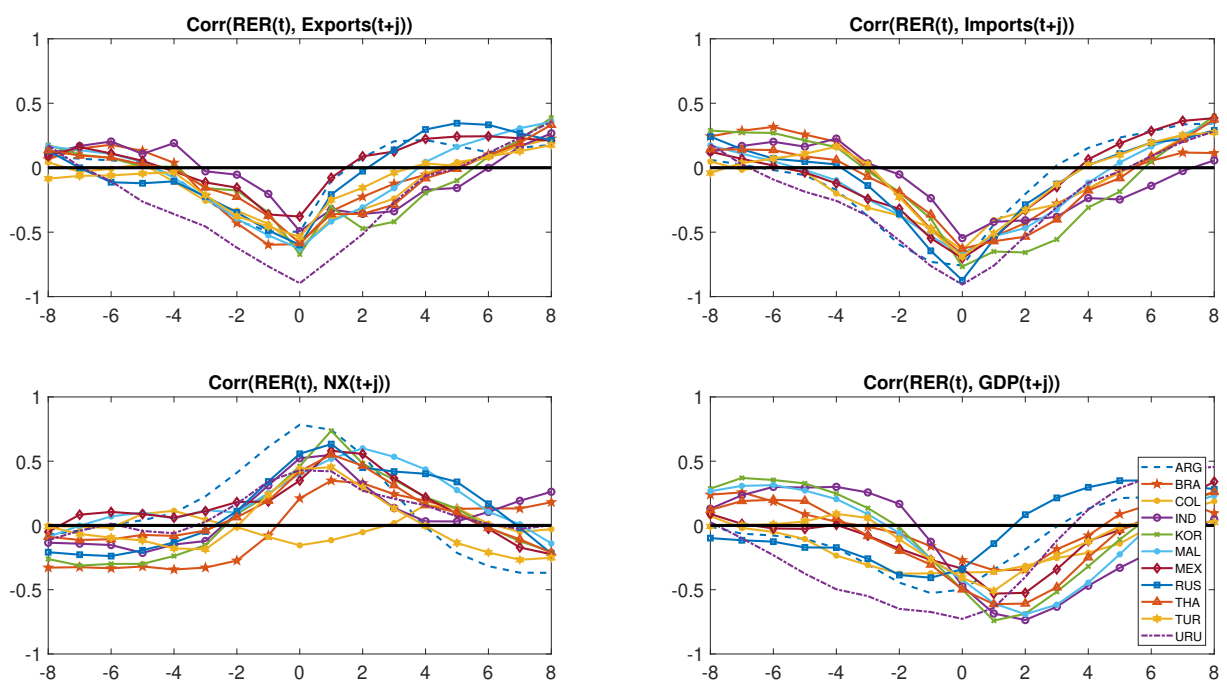 Corr(RER(t), Exports(t+j))
1
0.5
0
-0.5
-1
-8 -6 -4 -2 0 2 4 6 8
Corr(RER(t), Imports(t+j))
1
0.5
0
-0.5
-1
-8 -6 -4 -2 0 2 4 6 8
Corr(RER(t), NX(t+j))
1
0.5
0
-0.5
-1
-8 -6 -4 -2 0 2 4 6 8
Corr(RER(t), GDP(t+j))
1
0.5
0
-0.5
-1
-8 -6 -4 -2 0 2 4 6 8
ARG
BRA
COL
IND
KOR
MAL
MEX
RUS
THA
TUR
URU